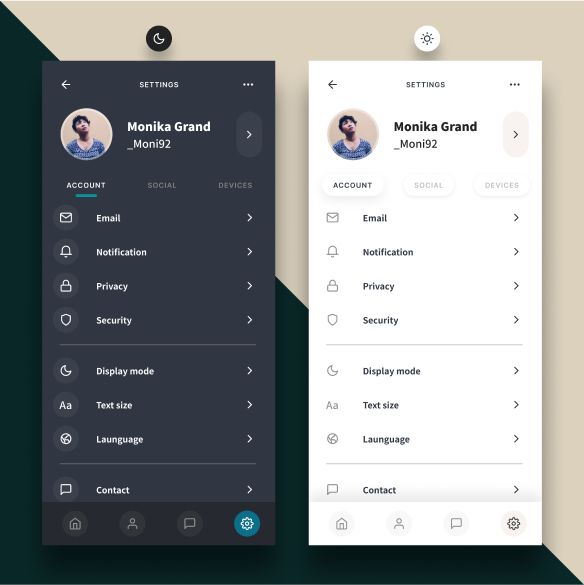 SETTINGS
Monika Grand
_Moni92
ACCOUNT SOCIAL DEVICES
Email
Notification
Privacy
Security
Display mode
Aa Text size
Launguage
Contact
SETTINGS
Monika Grand
_Moni92
ACCOUNT SOCIAL DEVICES
Email
Notification
Privacy
Security
Display mode
Aa Text size
Launguage
Contact